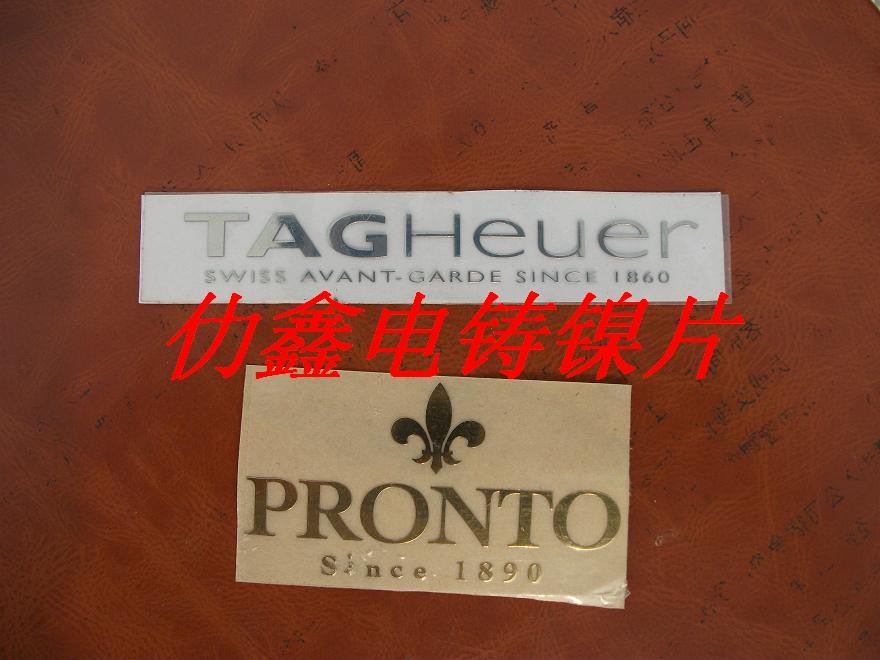 TAGHeuer
SWISS AVANT-GARDE SINCE 1860
仂鑫电铸镍片
PRONTO
Since 1890